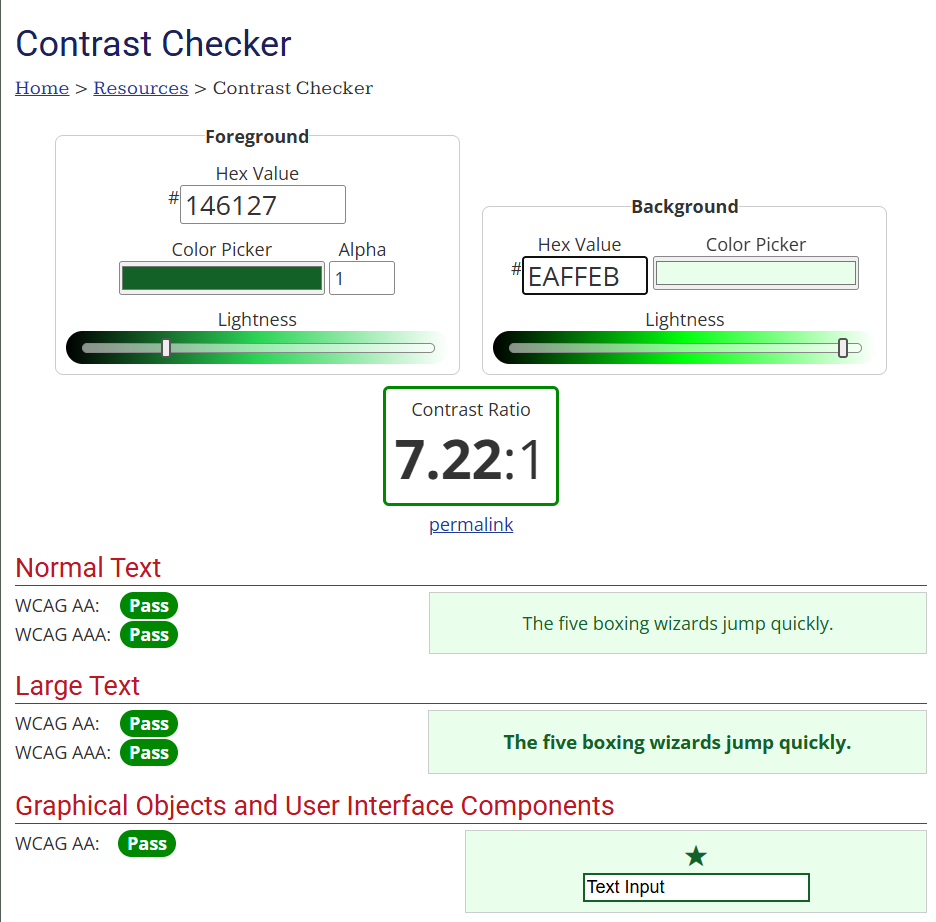 Contrast Checker
Home > Resources > Contrast Checker
Foreground
Hex Value
#146127
Color Picker Alpha
1
Lightness
Background
Hex Value Color Picker
#EAFFEB
Lightness
Contrast Ratio
7.22:1
permalink
Normal Text
WCAG AA: Pass
WCAG AAA: Pass
The five boxing wizards jump quickly.
Large Text
WCAG AA: Pass
WCAG AAA: Pass
The five boxing wizards jump quickly.
Graphical Objects and User Interface Components
WCAG AA: Pass
Text Input